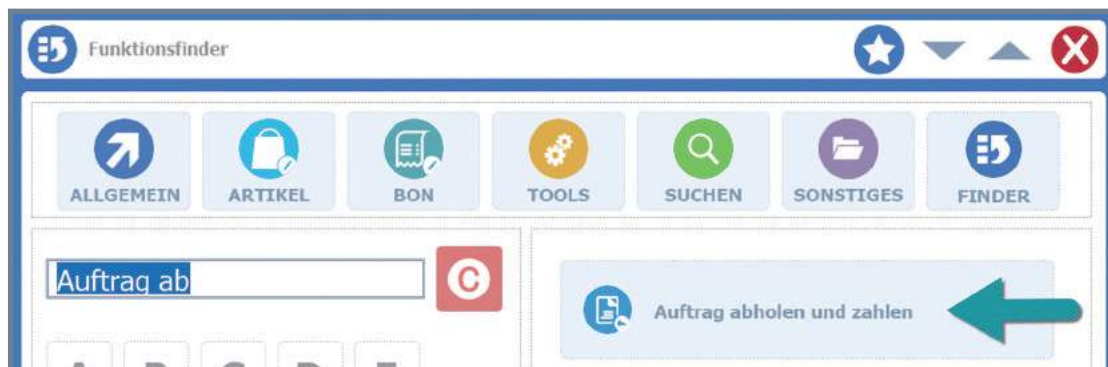 Funktionsfinder
ALLGEMEIN
ARTIKEL
BON
TOOLS
SUCHEN
SONSTIGES
FINDER
Auftrag ab
C
Auftrag abholen und zahlen